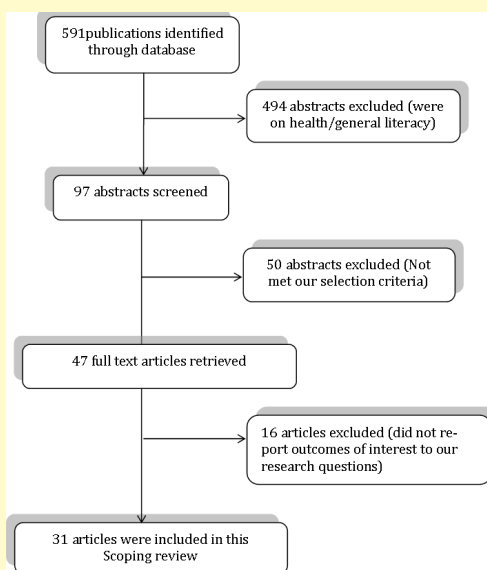 591publications identified
through database
494 abstracts excluded (were
on health/general literacy)
97 abstracts screened
50 abstracts excluded (Not
met our selection criteria)
47 full text articles retrieved
16 articles excluded (did not re-
port outcomes of interest to our
research questions)
31 articles were included in this
Scoping review